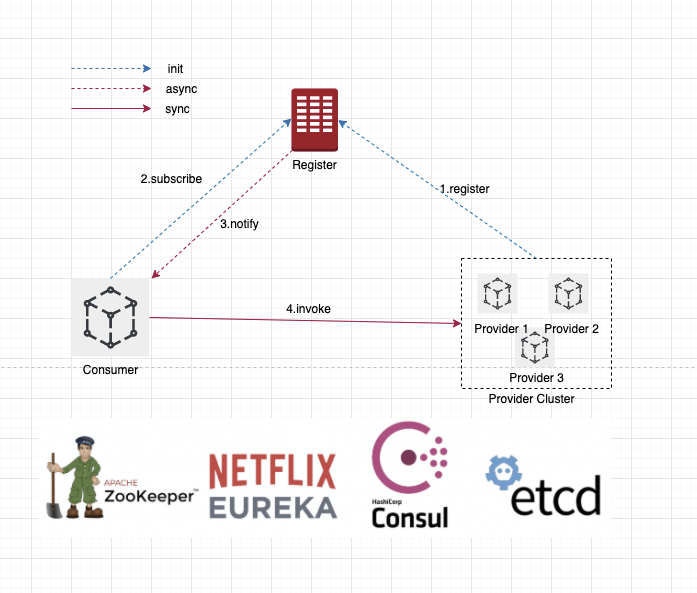 init
async
sync
Register
2.subscribe
1.register
3.notify
4.invoke
Provider 1
Provider 2
Provider 3
Consumer
Provider Cluster
APACHE
ZooKeeper™
NETFLIX
EUREKA
HashiCorp
Consul
etcd